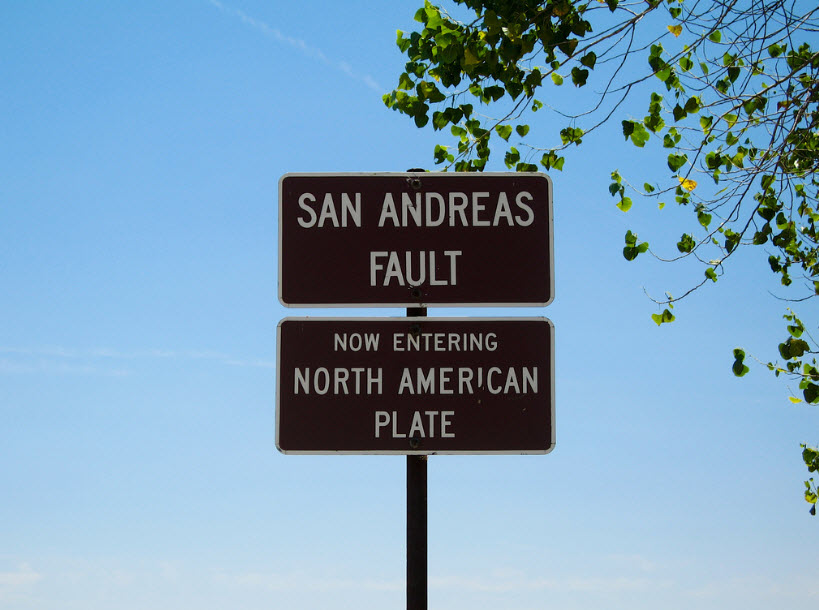 SAN ANDREAS
FAULT
NOW ENTERING
NORTH AMERICAN
PLATE